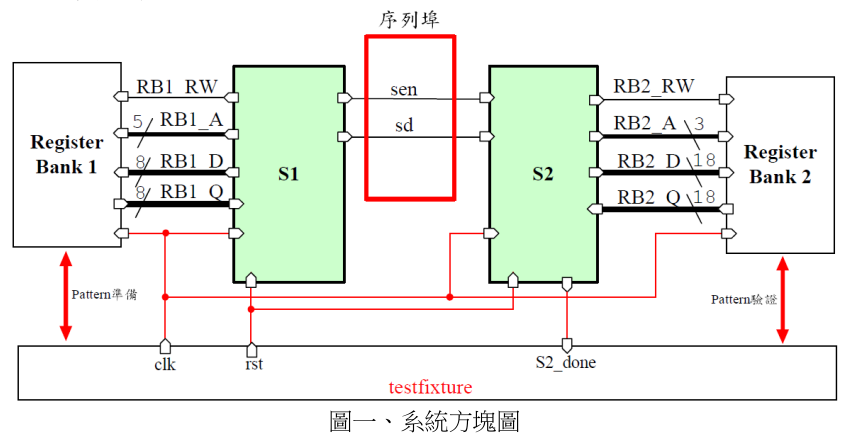 序列埠
Register
Bank 1
RB1_RW
5 RB1_A
8 RB1_D
8 RB1_Q
S1
sen
sd
S2
RB2_RW
RB2_A 3
RB2_D 18
RB2_Q 18
Register
Bank 2
Pattern準備
Pattern驗證
clk
rst
S2_done
testfixture
圖一、系統方塊圖